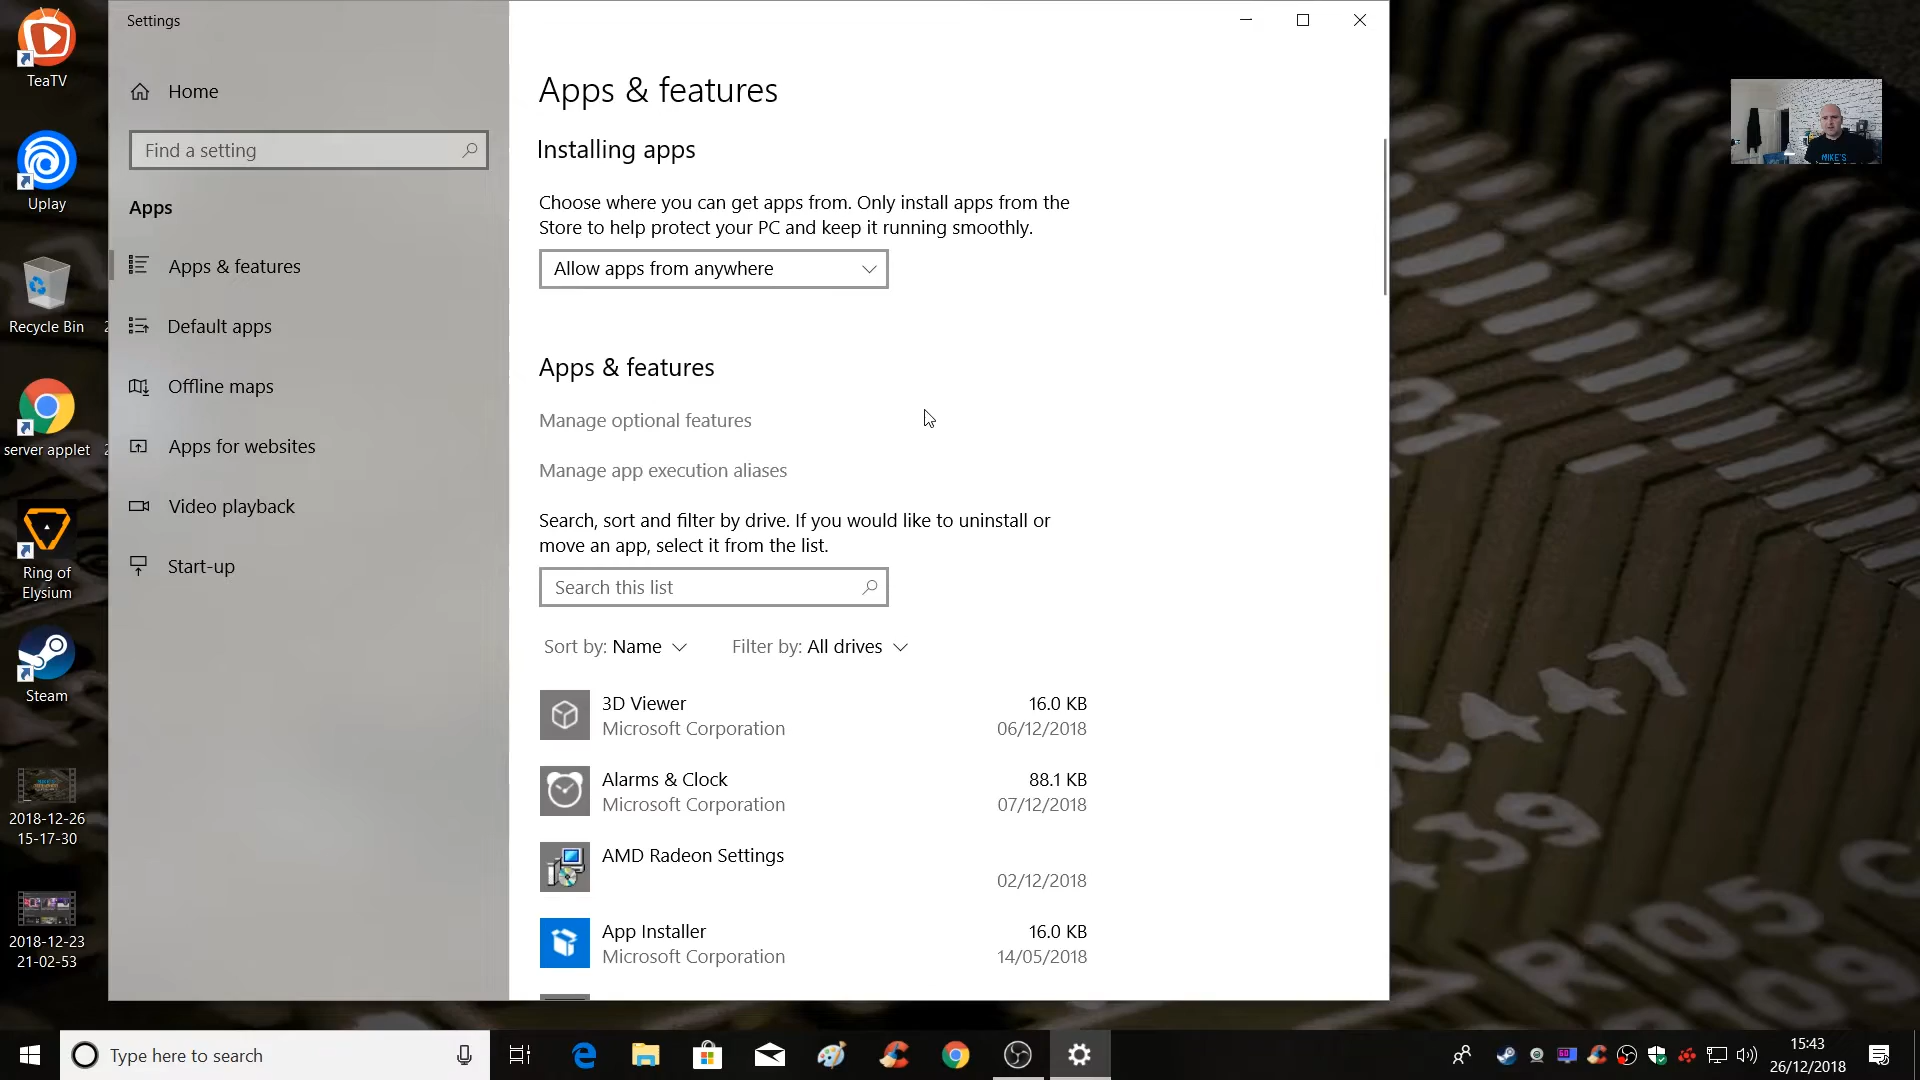 TeaTV
Uplay
Recycle Bin
server applet
Ring of
Elysium
Steam
2018-12-26
15-17-30
2018-12-23
21-02-53
Settings
Home
Find a setting
Apps
Apps & features
Default apps
Offline maps
Apps for websites
Video playback
Start-up
Apps & features
Installing apps
Choose where you can get apps from. Only install apps from the
Store to help protect your PC and keep it running smoothly.
Allow apps from anywhere
Apps & features
Manage optional features
Manage app execution aliases
Search, sort and filter by drive. If you would like to uninstall or
move an app, select it from the list.
Search this list
Sort by: Name Filter by: All drives
3D Viewer 16.0 KB
Microsoft Corporation 06/12/2018
Alarms & Clock 88.1 KB
Microsoft Corporation 07/12/2018
AMD Radeon Settings
02/12/2018
App Installer 16.0 KB
Microsoft Corporation 14/05/2018
MIKE'S
R105 C
Type here to search
60
15:43
26/12/2018